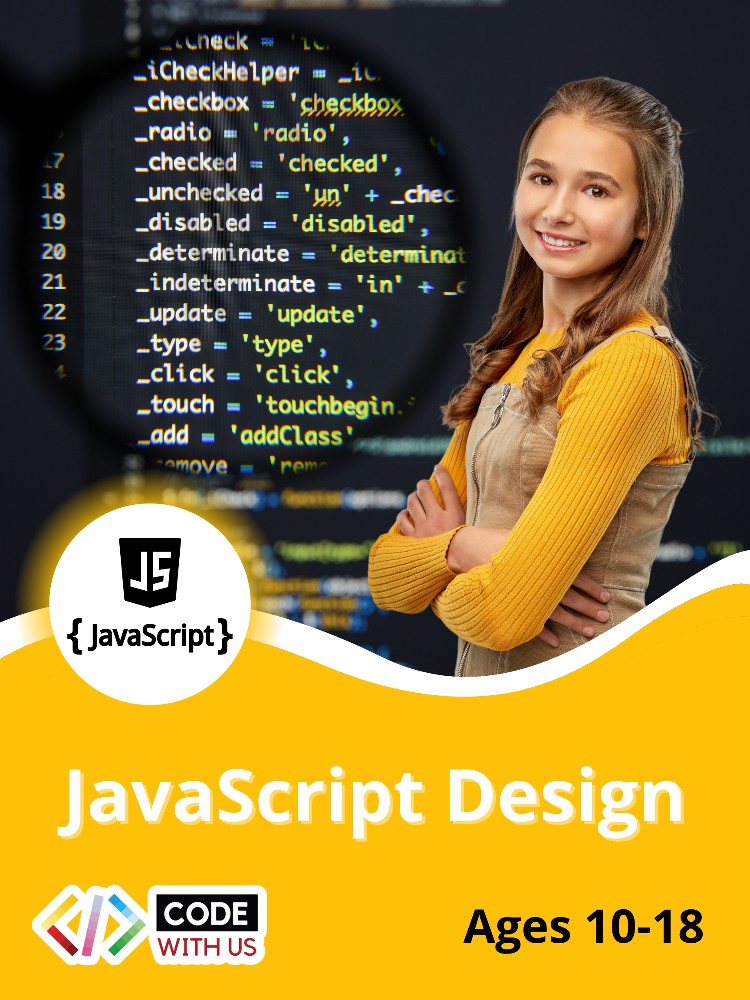 _iCheck = 'iC
_iCheckHelper = _iC
_checkbox = 'checkbox
_radio = 'radio',
17 _checked = 'checked',
18 _unchecked = 'un' + _chec
19 _disabled = 'disabled',
20 _determinate = 'determinat
21 _indeterminate = 'in' + _c
22 _update = 'update',
23 _type = 'type',
_click = 'click',
_touch = 'touchbegin.
_add = 'addClass'
remove = 'remo
JS
{ JavaScript }
JavaScript Design
CODE
WITH US
Ages 10-18